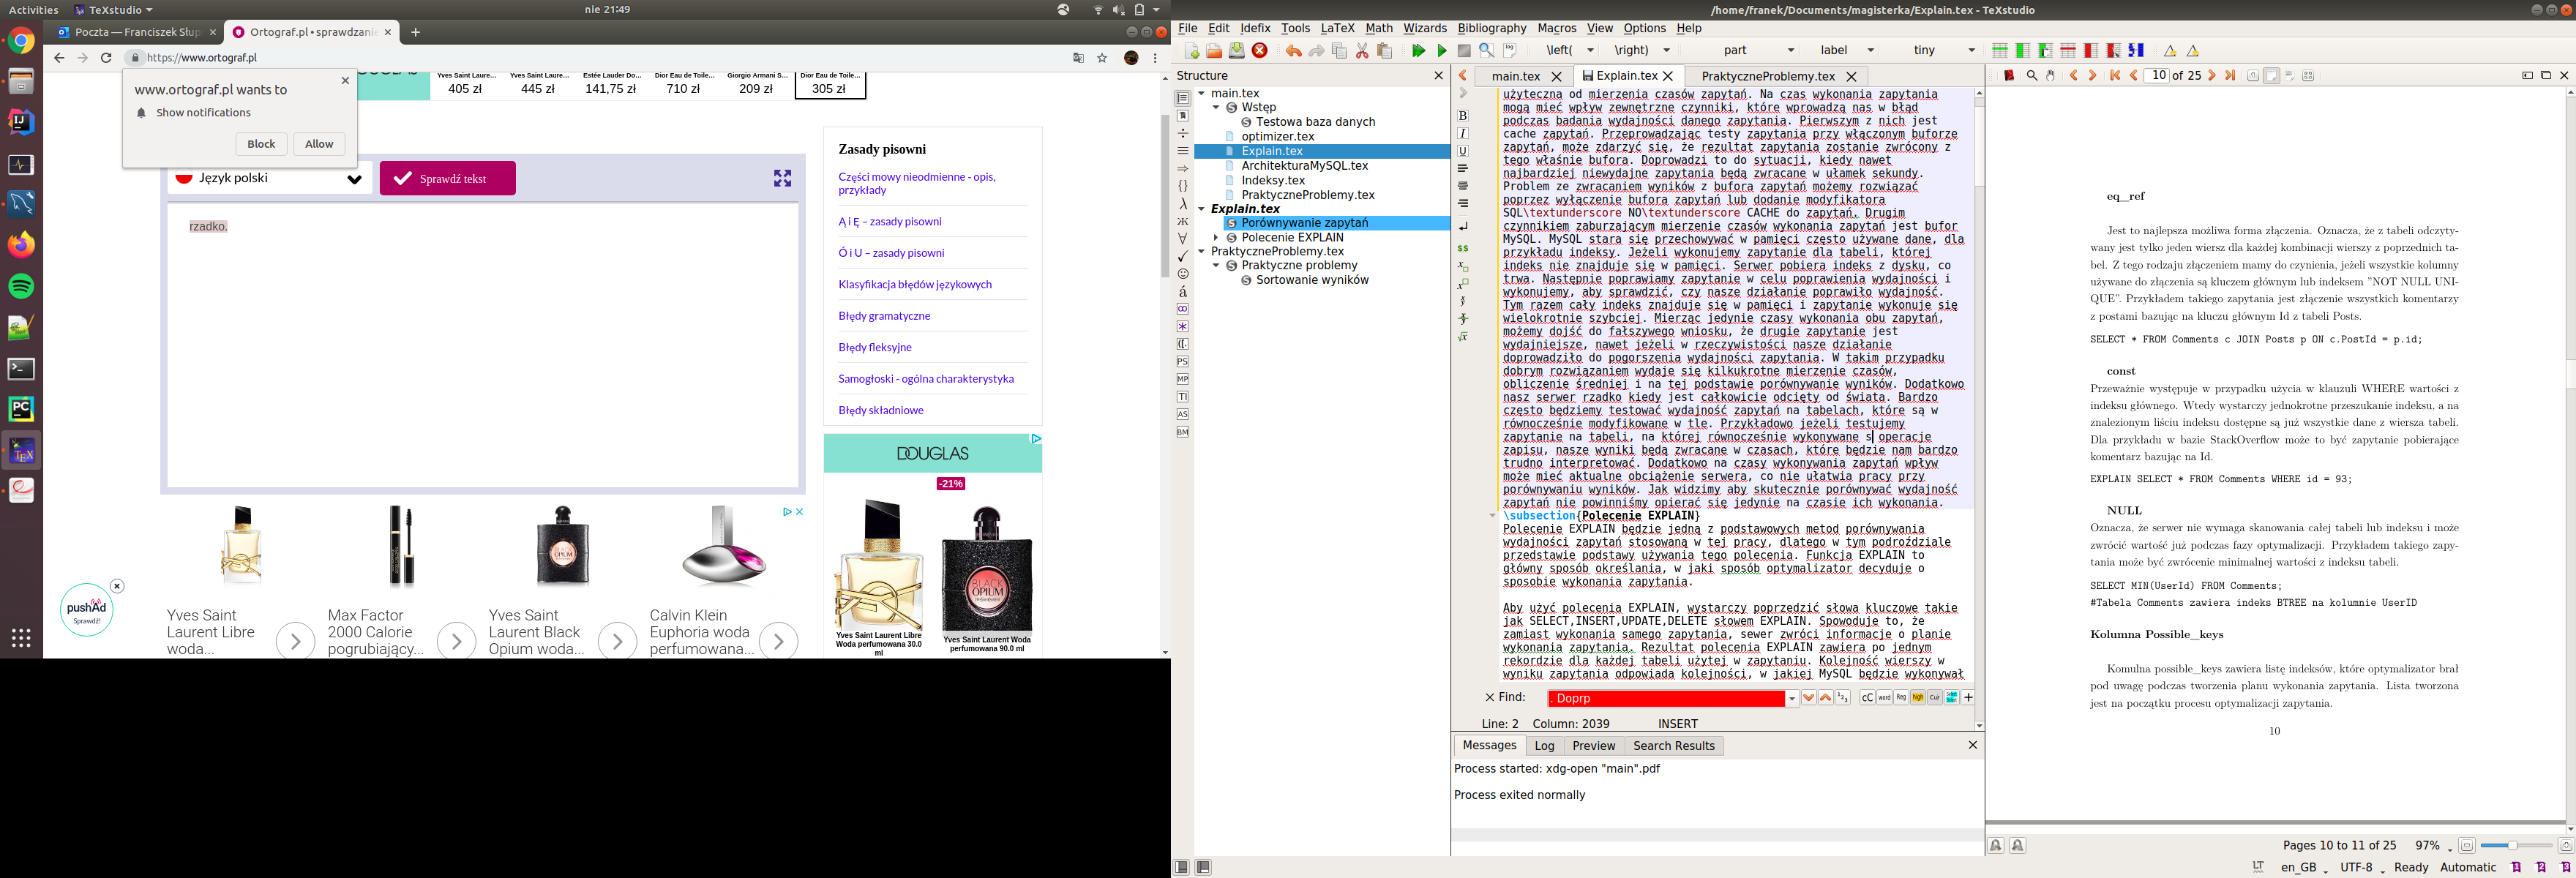 Activities
TeXstudio
nie 21:49
/home/franek/Documents/magisterka/Explain.tex - TeXstudio
Poczta — Franciszek Słup
Ortograf.pl • sprawdzanie
https://www.ortograf.pl
www.ortograf.pl wants to
Show notifications
Block
Allow
Yves Saint Laure...
Yves Saint Laure...
Estée Lauder Do...
Dior Eau de Toile...
Giorgio Armani S...
Dior Eau de Toile...
405 zł
445 zł
141,75 zł
710 zł
209 zł
305 zł
Język polski
Sprawdź tekst
rzadko.
Zasady pisowni
Części mowy nieodmienne - opis,
przykłady
Ą i Ę – zasady pisowni
Ó i U – zasady pisowni
Klasyfikacja błędów językowych
Błędy gramatyczne
Błędy fleksyjne
Samogłoski - ogólna charakterystyka
Błędy składniowe
DOUGLAS
-21%
BLACK
OPIUM
Yves Saint Laurent Libre
Woda perfumowana 30.0
ml
Yves Saint Laurent Woda
perfumowana 90.0 ml
pushAd
Sprawdź!
Yves Saint
Laurent Libre
woda...
Max Factor
2000 Calorie
pogrubiający...
Yves Saint
Laurent Black
Opium woda...
Calvin Klein
Euphoria woda
perfumowana...
File Edit Idefix Tools LaTeX Math Wizards Bibliography Macros View Options Help
\left( \right) part label tiny
Structure
main.tex
Wstęp
Testowa baza danych
optimizer.tex
Explain.tex
ArchitekturaMySQL.tex
Indeksy.tex
PraktyczneProblemy.tex
Explain.tex
Porównywanie zapytań
Polecenie EXPLAIN
PraktyczneProblemy.tex
Praktyczne problemy
Sortowanie wyników
main.tex
Explain.tex
PraktyczneProblemy.tex
użyteczna od mierzenia czasów zapytań. Na czas wykonania zapytania
mogą mieć wpływ zewnętrzne czynniki, które wprowadzą nas w błąd
podczas badania wydajności danego zapytania. Pierwszym z nich jest
cache zapytań. Przeprowadzając testy zapytania przy włączonym buforze
zapytań, może zdarzyć się, że rezultat zapytania zostanie zwrócony z
tego właśnie bufora. Doprowadzi to do sytuacji, kiedy nawet
najbardziej niewydajne zapytania będą zwracane w ułamek sekundy.
Problem ze zwracaniem wyników z bufora zapytań możemy rozwiązać
poprzez wyłączenie bufora zapytań lub dodanie modyfikatora
SQL\textunderscore NO\textunderscore CACHE do zapytań. Drugim
czynnikiem zaburzającym mierzenie czasów wykonania zapytań jest bufor
MySQL. MySQL stara się przechowywać w pamięci często używane dane, dla
przykładu indeksy. Jeżeli wykonujemy zapytanie dla tabeli, której
indeks nie znajduje się w pamięci. Serwer pobiera indeks z dysku, co
trwa. Następnie poprawiamy zapytanie w celu poprawienia wydajności i
wykonujemy, aby sprawdzić, czy nasze działanie poprawiło wydajność.
Tym razem cały indeks znajduje się w pamięci i zapytanie wykonuje się
wielokrotnie szybciej. Mierząc jedynie czasy wykonania obu zapytań,
możemy dojść do fałszywego wniosku, że drugie zapytanie jest
wydajniejsze, nawet jeżeli w rzeczywistości nasze działanie
doprowadziło do pogorszenia wydajności zapytania. W takim przypadku
dobrym rozwiązaniem wydaje się kilkukrotne mierzenie czasów,
obliczenie średniej i na tej podstawie porównywanie wyników. Dodatkowo
nasz serwer rzadko kiedy jest całkowicie odcięty od świata. Bardzo
często będziemy testować wydajność zapytań na tabelach, które są w
równocześnie modyfikowane w tle. Przykładowo jeżeli testujemy
zapytanie na tabeli, na której równocześnie wykonywane s operacje
zapisu, nasze wyniki będą zwracane w czasach, które będzie nam bardzo
trudno interpretować. Dodatkowo na czasy wykonywania zapytań wpływ
może mieć aktualne obciążenie serwera, co nie ułatwia pracy przy
porównywaniu wyników. Jak widzimy aby skutecznie porównywać wydajność
zapytań nie powinniśmy opierać się jedynie na czasie ich wykonania.
\subsection{Polecenie EXPLAIN}
Polecenie EXPLAIN będzie jedną z podstawowych metod porównywania
wydajności zapytań stosowaną w tej pracy, dlatego w tym podroździale
przedstawie podstawy używania tego polecenia. Funkcja EXPLAIN to
główny sposób określania, w jaki sposób optymalizator decyduje o
sposobie wykonania zapytania.
Aby użyć polecenia EXPLAIN, wystarczy poprzedzić słowa kluczowe takie
jak SELECT,INSERT,UPDATE,DELETE słowem EXPLAIN. Spowoduje to, że
zamiast wykonania samego zapytania, sewer zwróci informacje o planie
wykonania zapytania. Rezultat polecenia EXPLAIN zawiera po jednym
rekordzie dla każdej tabeli użytej w zapytaniu. Kolejność wierszy w
wyniku zapytania odpowiada kolejności, w jakiej MySQL będzie wykonywał
Find:
. Doprp
Line: 2 Column: 2039 INSERT
Messages Log Preview Search Results
Process started: xdg-open "main".pdf
Process exited normally
10 of 25
eq_ref
Jest to najlepsza możliwa forma złączenia. Oznacza, że z tabeli odczyty-
wany jest tylko jeden wiersz dla każdej kombinacji wierszy z poprzednich ta-
bel. Z tego rodzaju złączeniem mamy do czynienia, jeżeli wszystkie kolumny
używane do złączenia są kluczem głównym lub indeksem ”NOT NULL UNI-
QUE”. Przykładem takiego zapytania jest złączenie wszystkich komentarzy
z postami bazując na kluczu głównym Id z tabeli Posts.
SELECT * FROM Comments c JOIN Posts p ON c.PostId = p.id;
const
Przeważnie występuje w przypadku użycia w klauzuli WHERE wartości z
indeksu głównego. Wtedy wystarczy jednokrotne przeszukanie indeksu, a na
znalezionym liściu indeksu dostępne są już wszystkie dane z wiersza tabeli.
Dla przykładu w bazie StackOverflow może to być zapytanie pobierające
komentarz bazując na Id.
EXPLAIN SELECT * FROM Comments WHERE id = 93;
NULL
Oznacza, że serwer nie wymaga skanowania całej tabeli lub indeksu i może
zwrócić wartość już podczas fazy optymalizacji. Przykładem takiego zapy-
tania może być zwrócenie minimalnej wartości z indeksu tabeli.
SELECT MIN(UserId) FROM Comments;
#Tabela Comments zawiera indeks BTREE na kolumnie UserID
Kolumna Possible_keys
Komulna possible_keys zawiera listę indeksów, które optymalizator brał
pod uwagę podczas tworzenia planu wykonania zapytania. Lista tworzona
jest na początku procesu optymalizacji zapytania.
10
Pages 10 to 11 of 25 97%
en_GB UTF-8 Ready Automatic